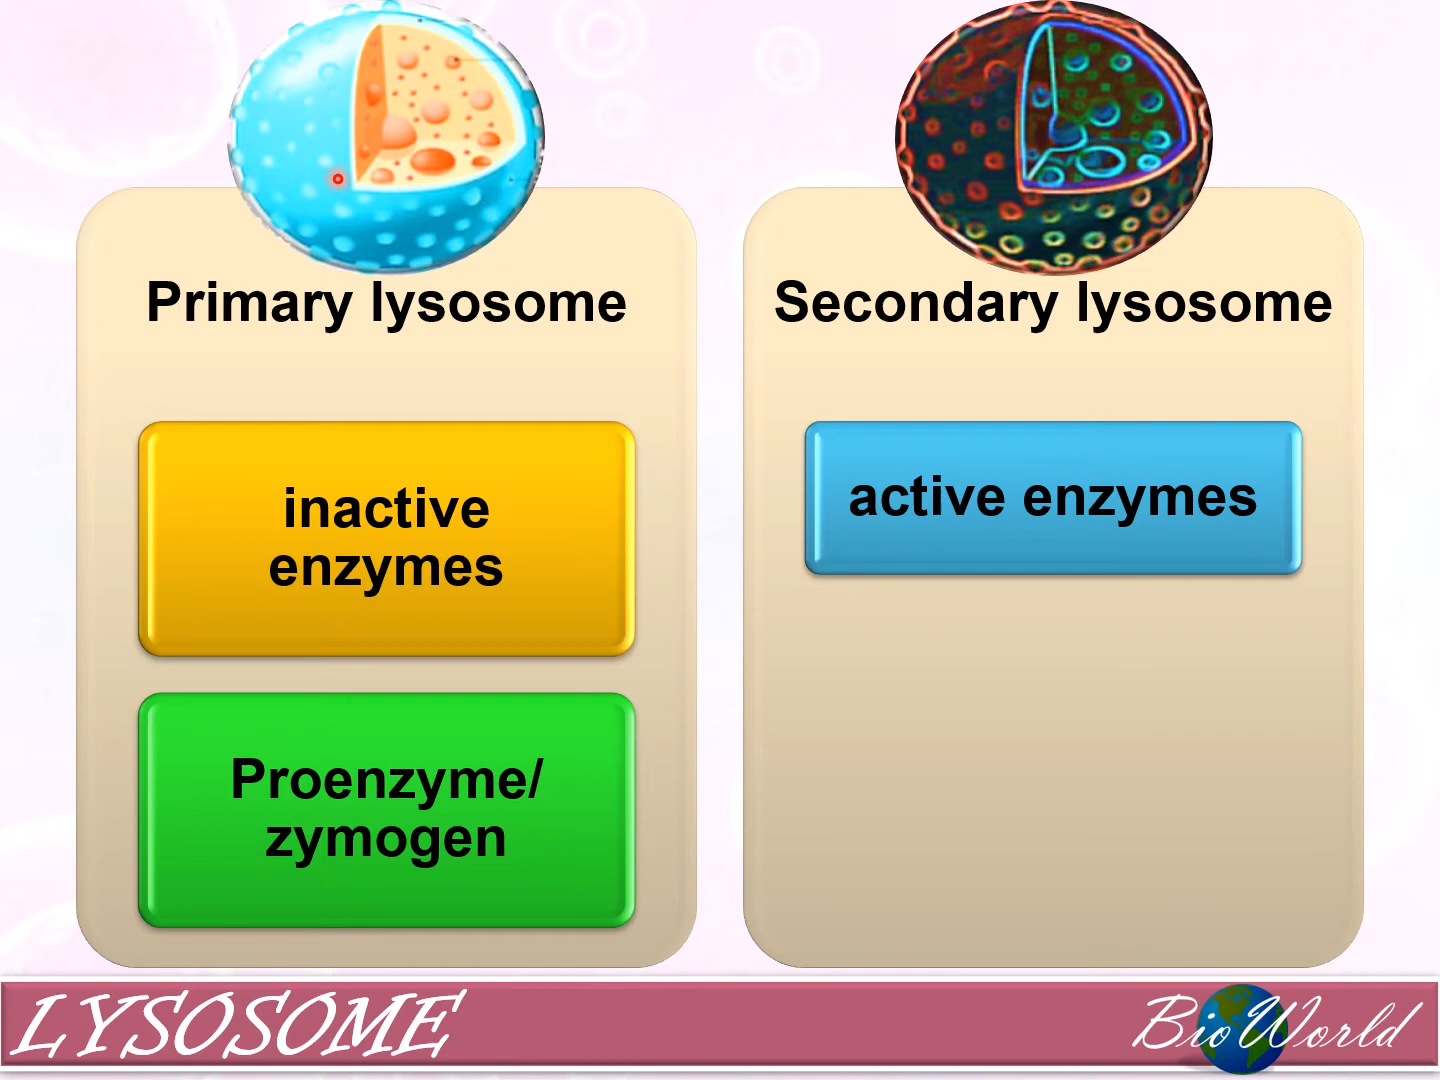 Primary lysosome
inactive
enzymes
Proenzyme/
zymogen
Secondary lysosome
active enzymes
LYSOSOME
BioWorld